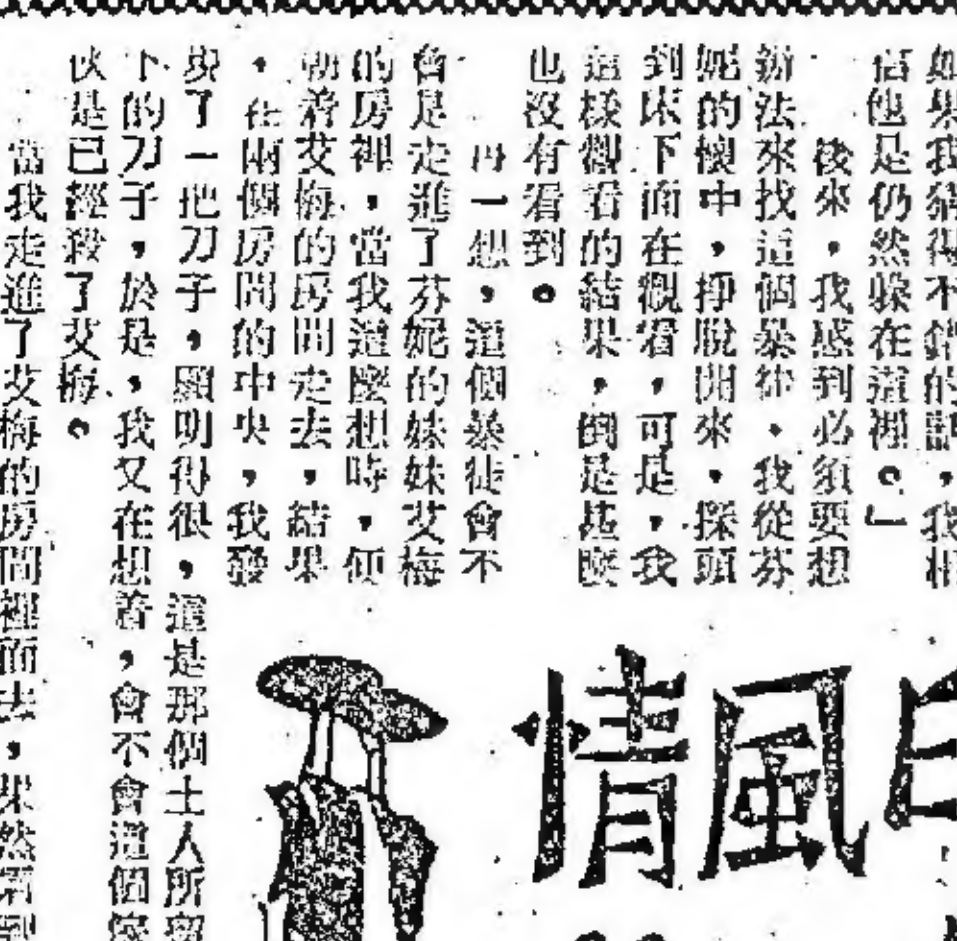 如果我猜得不錯的話,我相
信他是仍然躲在這裡。」
後來,我感到必須要想
辦法來找這個暴徒,我從芬
妮的懷中,掙脫開來,探頭
到床下面在觀看,可是,我
這樣觀看的結果,倒是甚麼
也沒有看到。
再一想,這個暴徒會不
會是走進了芬妮的妹妹艾梅
的房裡,當我這麼想時,便
朝着艾梅的房間走去,結果
,在兩個房間的中央,我發
現了一把刀子,顯明得很,這是那個土人所
下的刀子,於是,我又在想着,會不會這個
伙是已經殺了艾梅。
當我走進了艾梅的房間裡面去,果然看到
風情